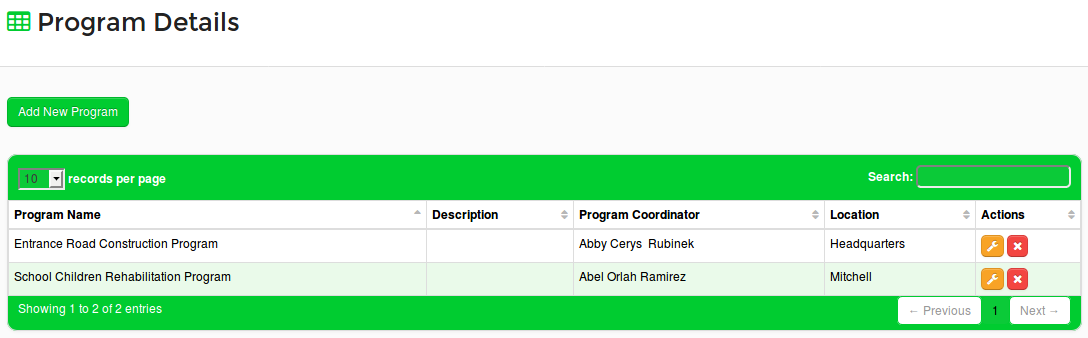 Program Details
Add New Program
10 records per page Search:
Program Name Description Program Coordinator Location Actions
Entrance Road Construction Program Abby Cerys  Rubinek Headquarters
School Children Rehabilitation Program Abel Orlah Ramirez Mitchell
Showing 1 to 2 of 2 entries ← Previous 1 Next →